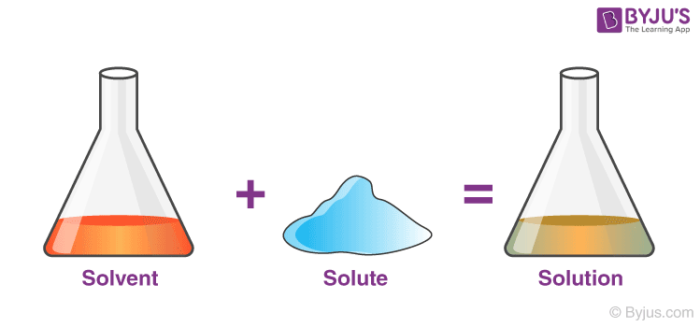 BYJU'S
The Learning App
+
=
Solvent
Solute
Solution
© Byjus.com